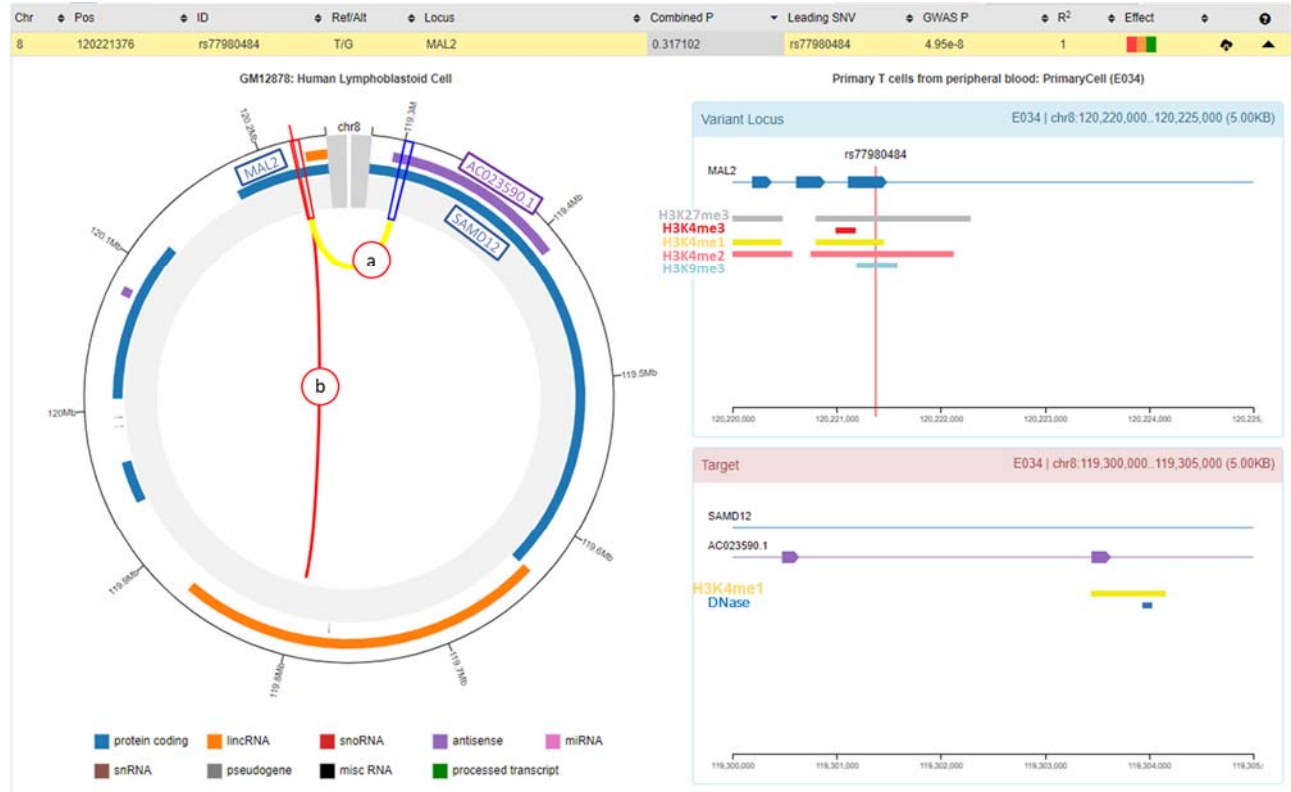 Chr Pos ID Ref/Alt Locus Combined P Leading SNV GWAS P R² Effect
8 120221376 rs77980484 T/G MAL2 0.317102 rs77980484 4.95e-8 1
GM12878: Human Lymphoblastoid Cell
chr8
119.3M
120.2Mb
MAL2
AC023590.1
SAMD12
119.4Mb
120.1Mb
a
119.5Mb
b
120Mb
119.6Mb
119.9Mb
119.7Mb
119.8Mb
protein coding lincRNA snoRNA antisense miRNA
snRNA pseudogene misc RNA processed transcript
Primary T cells from peripheral blood: PrimaryCell (E034)
Variant Locus E034 | chr8:120,220,000..120,225,000 (5.00KB)
rs77980484
MAL2
H3K27me3
H3K4me3
H3K4me1
H3K4me2
H3K9me3
120,220,000 120,221,000 120,222,000 120,223,000 120,224,000 120,225,
Target E034 | chr8:119,300,000..119,305,000 (5.00KB)
SAMD12
AC023590.1
H3K4me1
DNase
119,300,000 119,301,000 119,302,000 119,303,000 119,304,000 119,305,